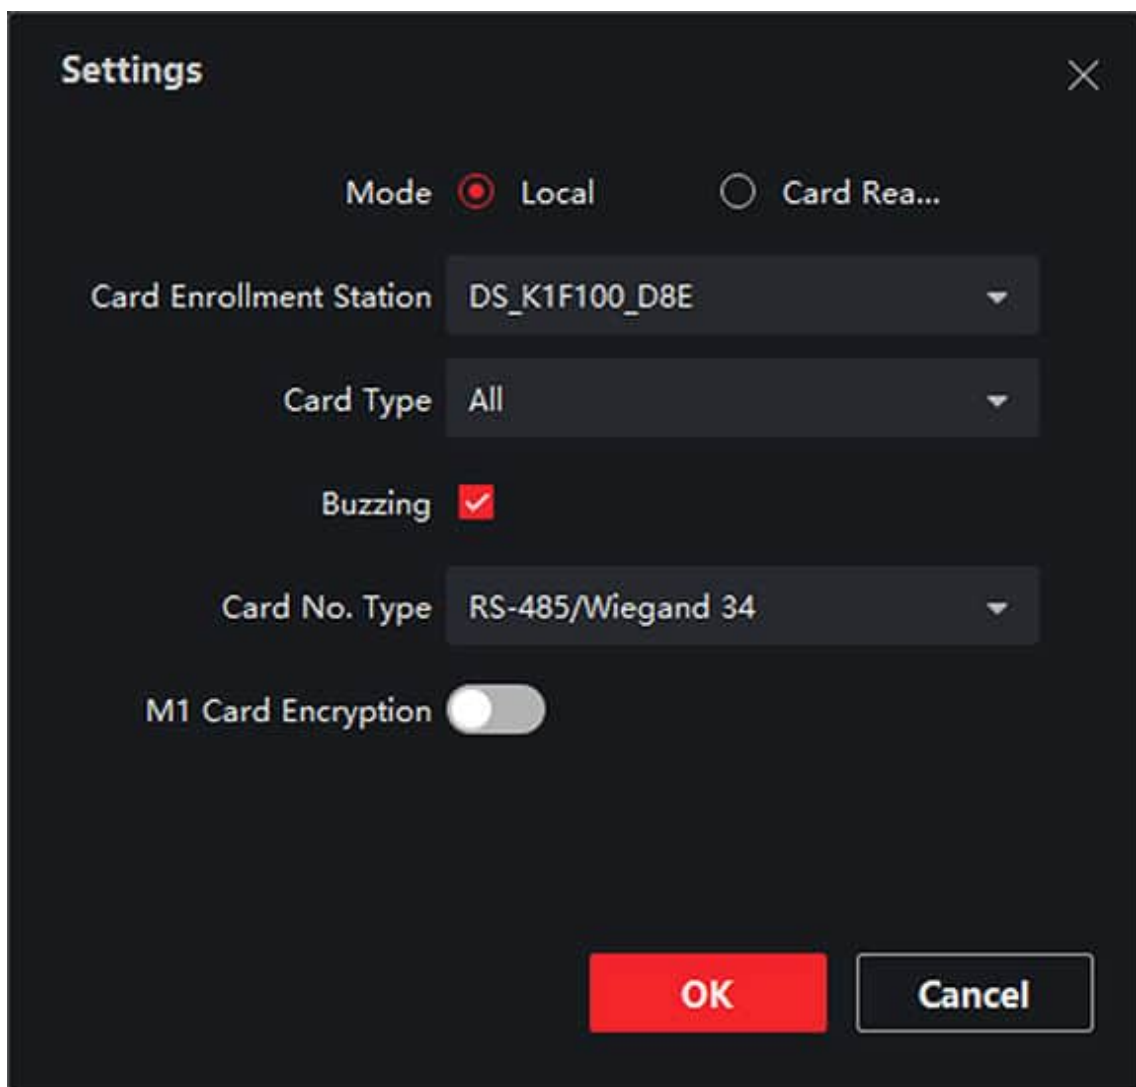 Settings
Mode Local Card Rea...
Card Enrollment Station DS_K1F100_D8E
Card Type All
Buzzing
Card No. Type RS-485/Wiegand 34
M1 Card Encryption
OK Cancel